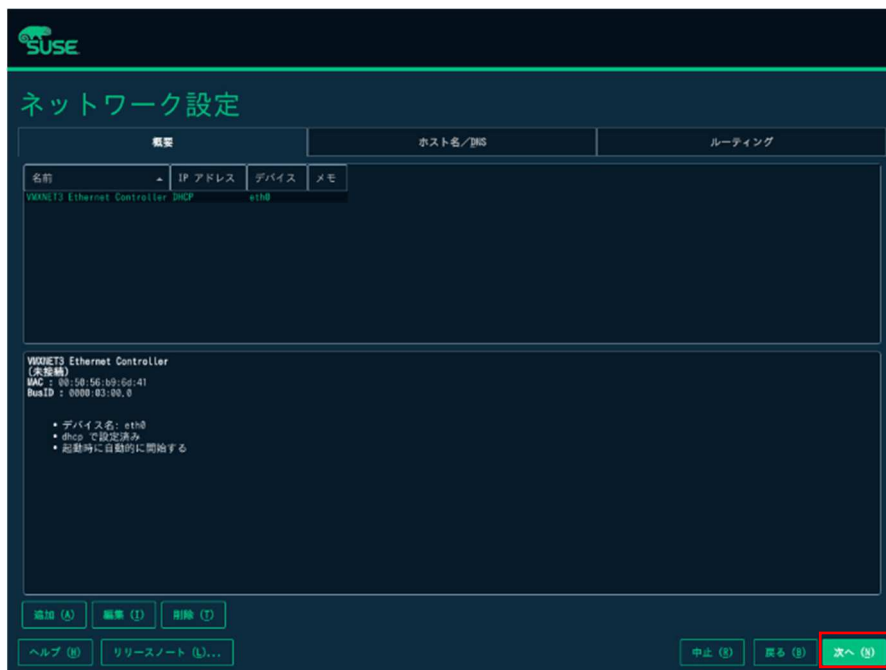 SUSE
ネットワーク設定
概要 ホスト名/DNS ルーティング
名前 IP アドレス デバイス メモ
VMXNET3 Ethernet Controller DHCP eth0
VMXNET3 Ethernet Controller
(未接続)
MAC : 00:50:56:b9:6d:41
BusID : 0000:03:00.0
• デバイス名: eth0
• dhcp で設定済み
• 起動時に自動的に開始する
追加 (A) 編集 (I) 削除 (T)
ヘルプ (H) リリースノート (L)... 中止 (R) 戻る (B) 次へ (N)